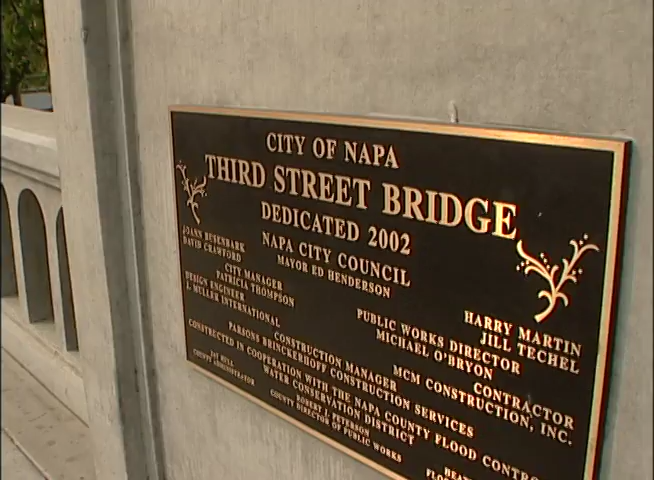 CITY OF NAPA
THIRD STREET BRIDGE
DEDICATED 2002
NAPA CITY COUNCIL
MAYOR ED HENDERSON
JOANN BUSENBARK
DAVID CRAWFORD
HARRY MARTIN
JILL TECHEL
CITY MANAGER
PATRICIA THOMPSON
PUBLIC WORKS DIRECTOR
MICHAEL O'BRYON
DESIGN ENGINEER
J. MULLER INTERNATIONAL
CONTRACTOR
MCM CONSTRUCTION, INC.
CONSTRUCTION MANAGER
PARSONS BRINCKERHOFF CONSTRUCTION SERVICES
CONSTRUCTED IN COOPERATION WITH THE NAPA COUNTY FLOOD CONTRO
WATER CONSERVATION DISTRICT
JAY HULL
COUNTY ADMINISTRATOR
ROBERT J. PETERSON
COUNTY DIRECTOR OF PUBLIC WORKS